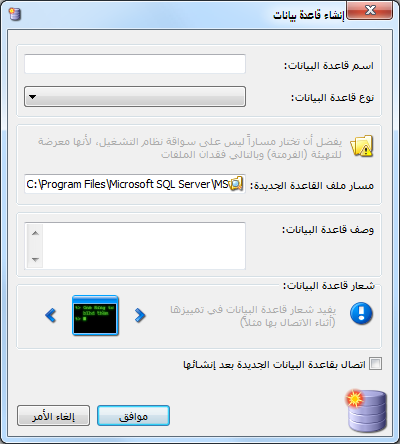 إنشاء قاعدة بيانات
اسم قاعدة البيانات:
نوع قاعدة البيانات:
يفضل أن تختار مساراً ليس على سواقة نظام التشغيل، لأنها معرضة
للتهيئة (الفرمتة) وبالتالي فقدان الملفات
مسار ملف القاعدة الجديدة:
C:\Program Files\Microsoft SQL Server\MS
وصف قاعدة البيانات:
شعار قاعدة البيانات:
يفيد شعار قاعدة البيانات في تمييزها
(أثناء الاتصال بها مثلاً)
اتصال بقاعدة البيانات الجديدة بعد إنشائها
موافق
إلغاء الأمر